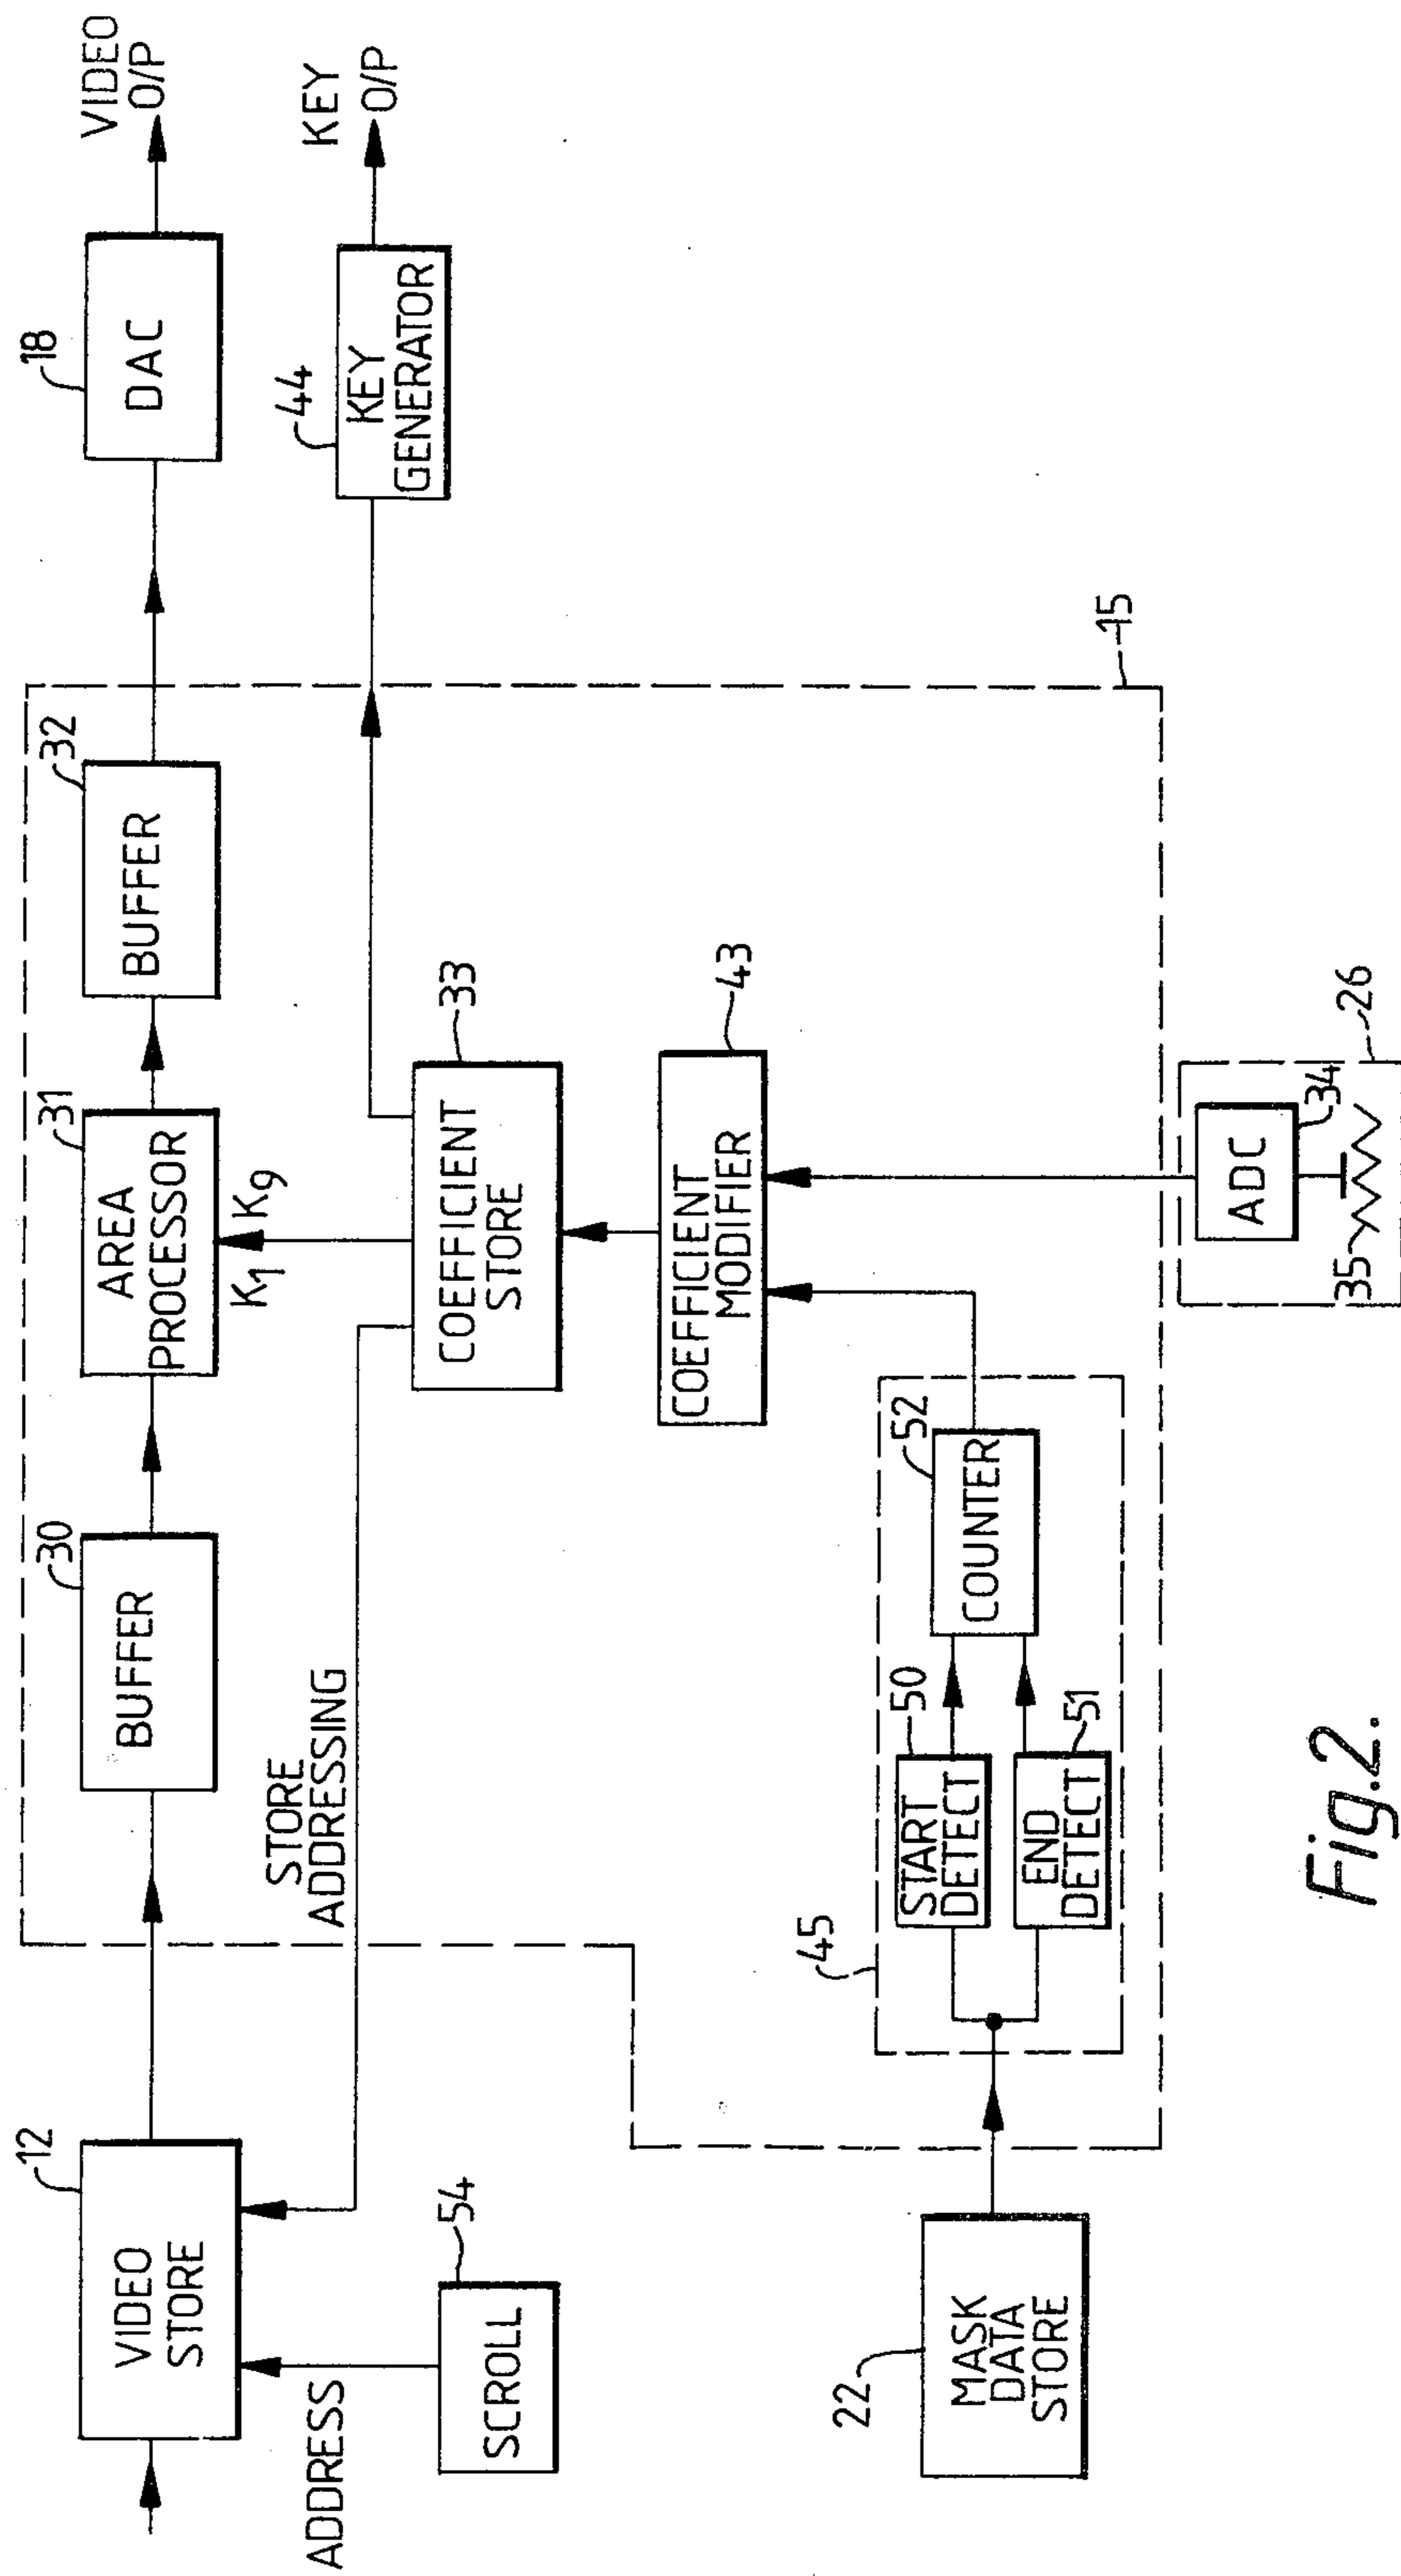 12
VIDEO
STORE
30
BUFFER
31
AREA
PROCESSOR
32
BUFFER
18
DAC
VIDEO
O/P
K1 K9
ADDRESS
STORE
ADDRESSING
54
SCROLL
33
COEFFICIENT
STORE
44
KEY
GENERATOR
KEY
O/P
43
COEFFICIENT
MODIFIER
15
22
MASK
DATA
STORE
45
50
START
DETECT
51
END
DETECT
52
COUNTER
26
ADC
34
35
Fig.2.